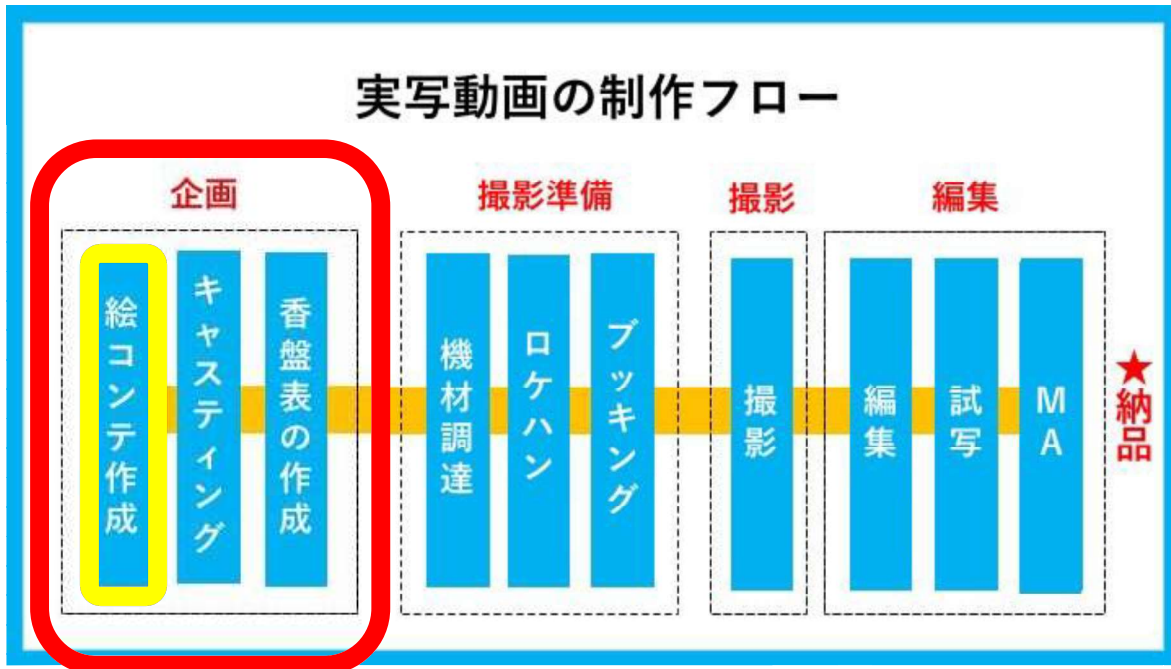 実写動画の制作フロー
企画
絵コンテ作成
キャスティング
香盤表の作成
撮影準備
機材調達
ロケハン
ブッキング
撮影
撮影
編集
編集
試写
MA
★納品